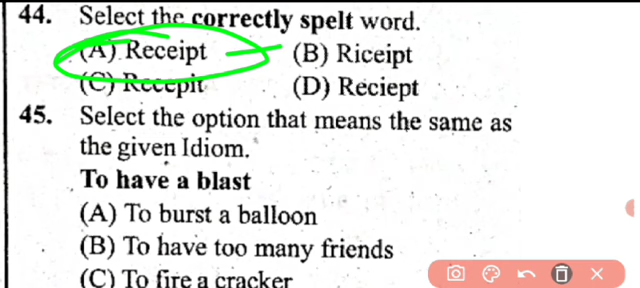 44. Select the correctly spelt word.
(A) Receipt (B) Riceipt
(C) Recepit (D) Reciept
45. Select the option that means the same as
the given Idiom.
To have a blast
(A) To burst a balloon
(B) To have too many friends
(C) To fire a cracker